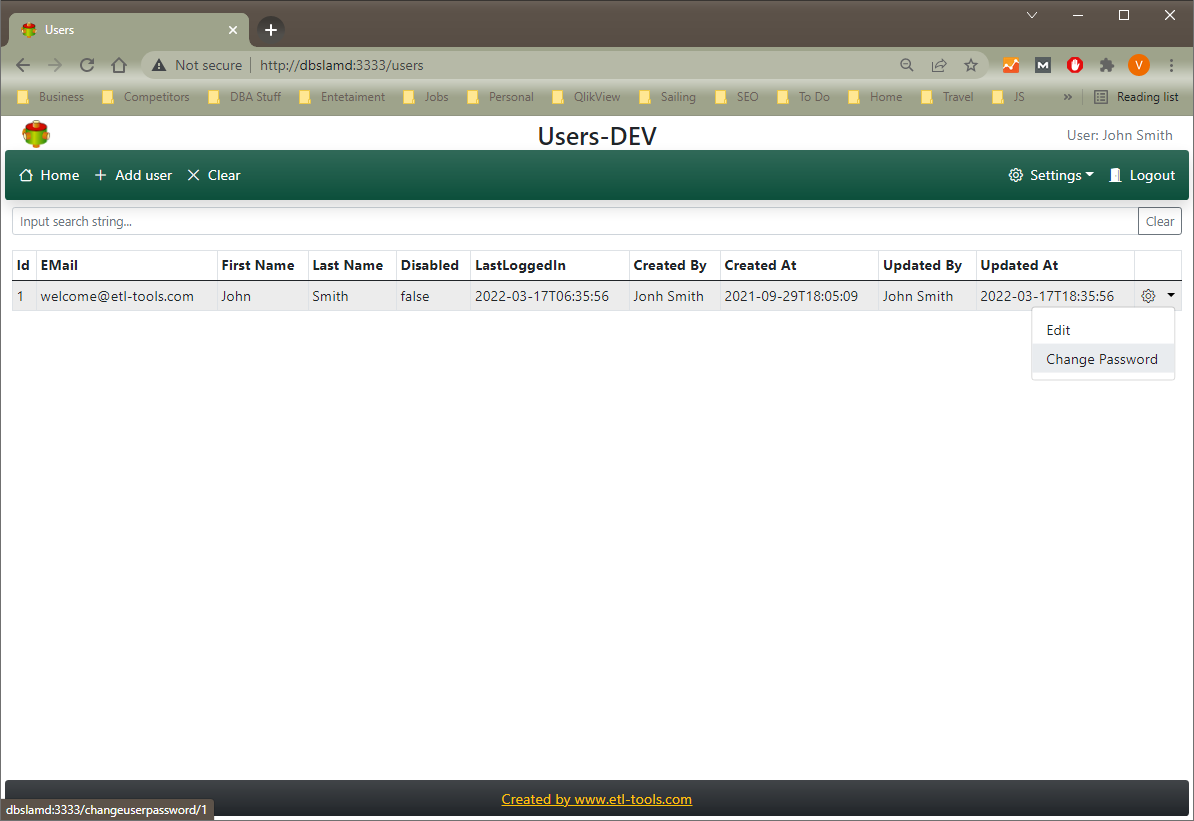 Users
Not secure http://dbslamd:3333/users
M V
Business Competitors DBA Stuff Entetaiment Jobs Personal QlikView Sailing SEO To Do Home Travel JS » Reading list
Users-DEV
User: John Smith
Home Add user Clear Settings Logout
Input search string... Clear
Id EMail First Name Last Name Disabled LastLoggedIn Created By Created At Updated By Updated At
1 welcome@etl-tools.com John Smith false 2022-03-17T06:35:56 Jonh Smith 2021-09-29T18:05:09 John Smith 2022-03-17T18:35:56
Edit
Change Password
Created by www.etl-tools.com
dbslamd:3333/changeuserpassword/1